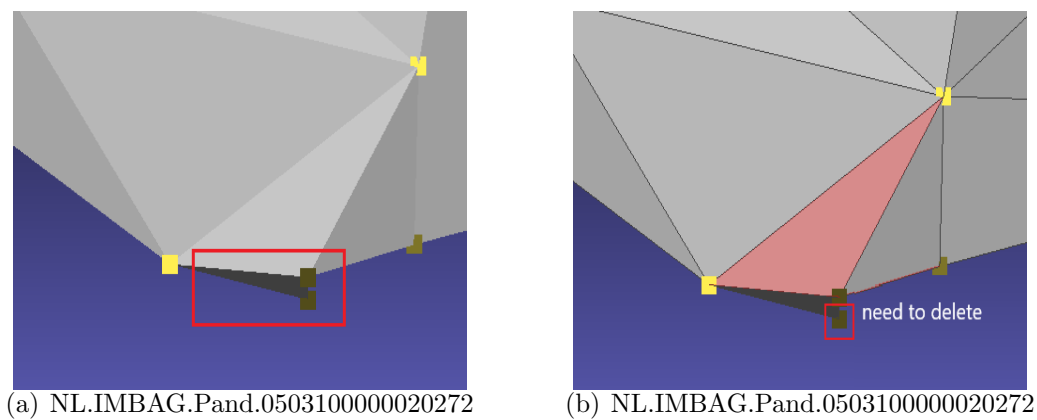 need to delete
(a) NL.IMBAG.Pand.0503100000020272
(b) NL.IMBAG.Pand.0503100000020272